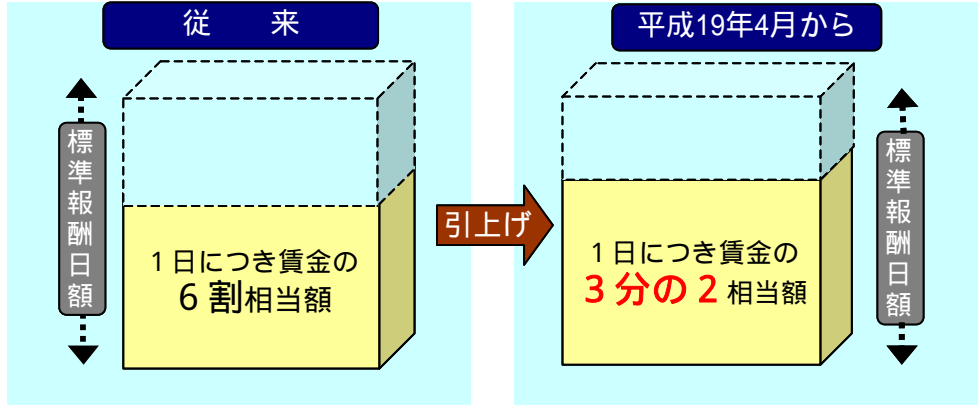 従　来
標準報酬日額
１日につき賃金の
６割相当額
引上げ
平成19年4月から
１日につき賃金の
３分の２相当額
標準報酬日額